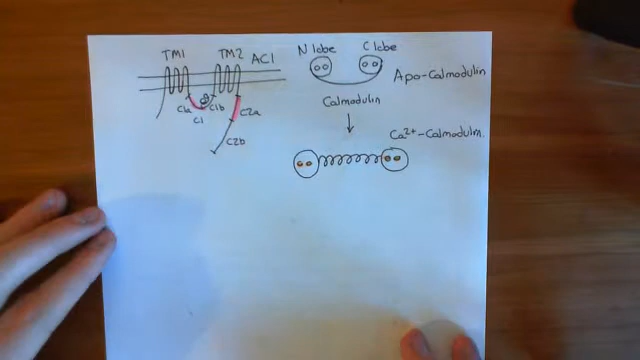 TM1 TM2 AC1
C1a C1b
C1
C2a
C2b
N lobe C lobe
Apo-Calmodulin
Calmodulin
Ca2+-Calmodulin.